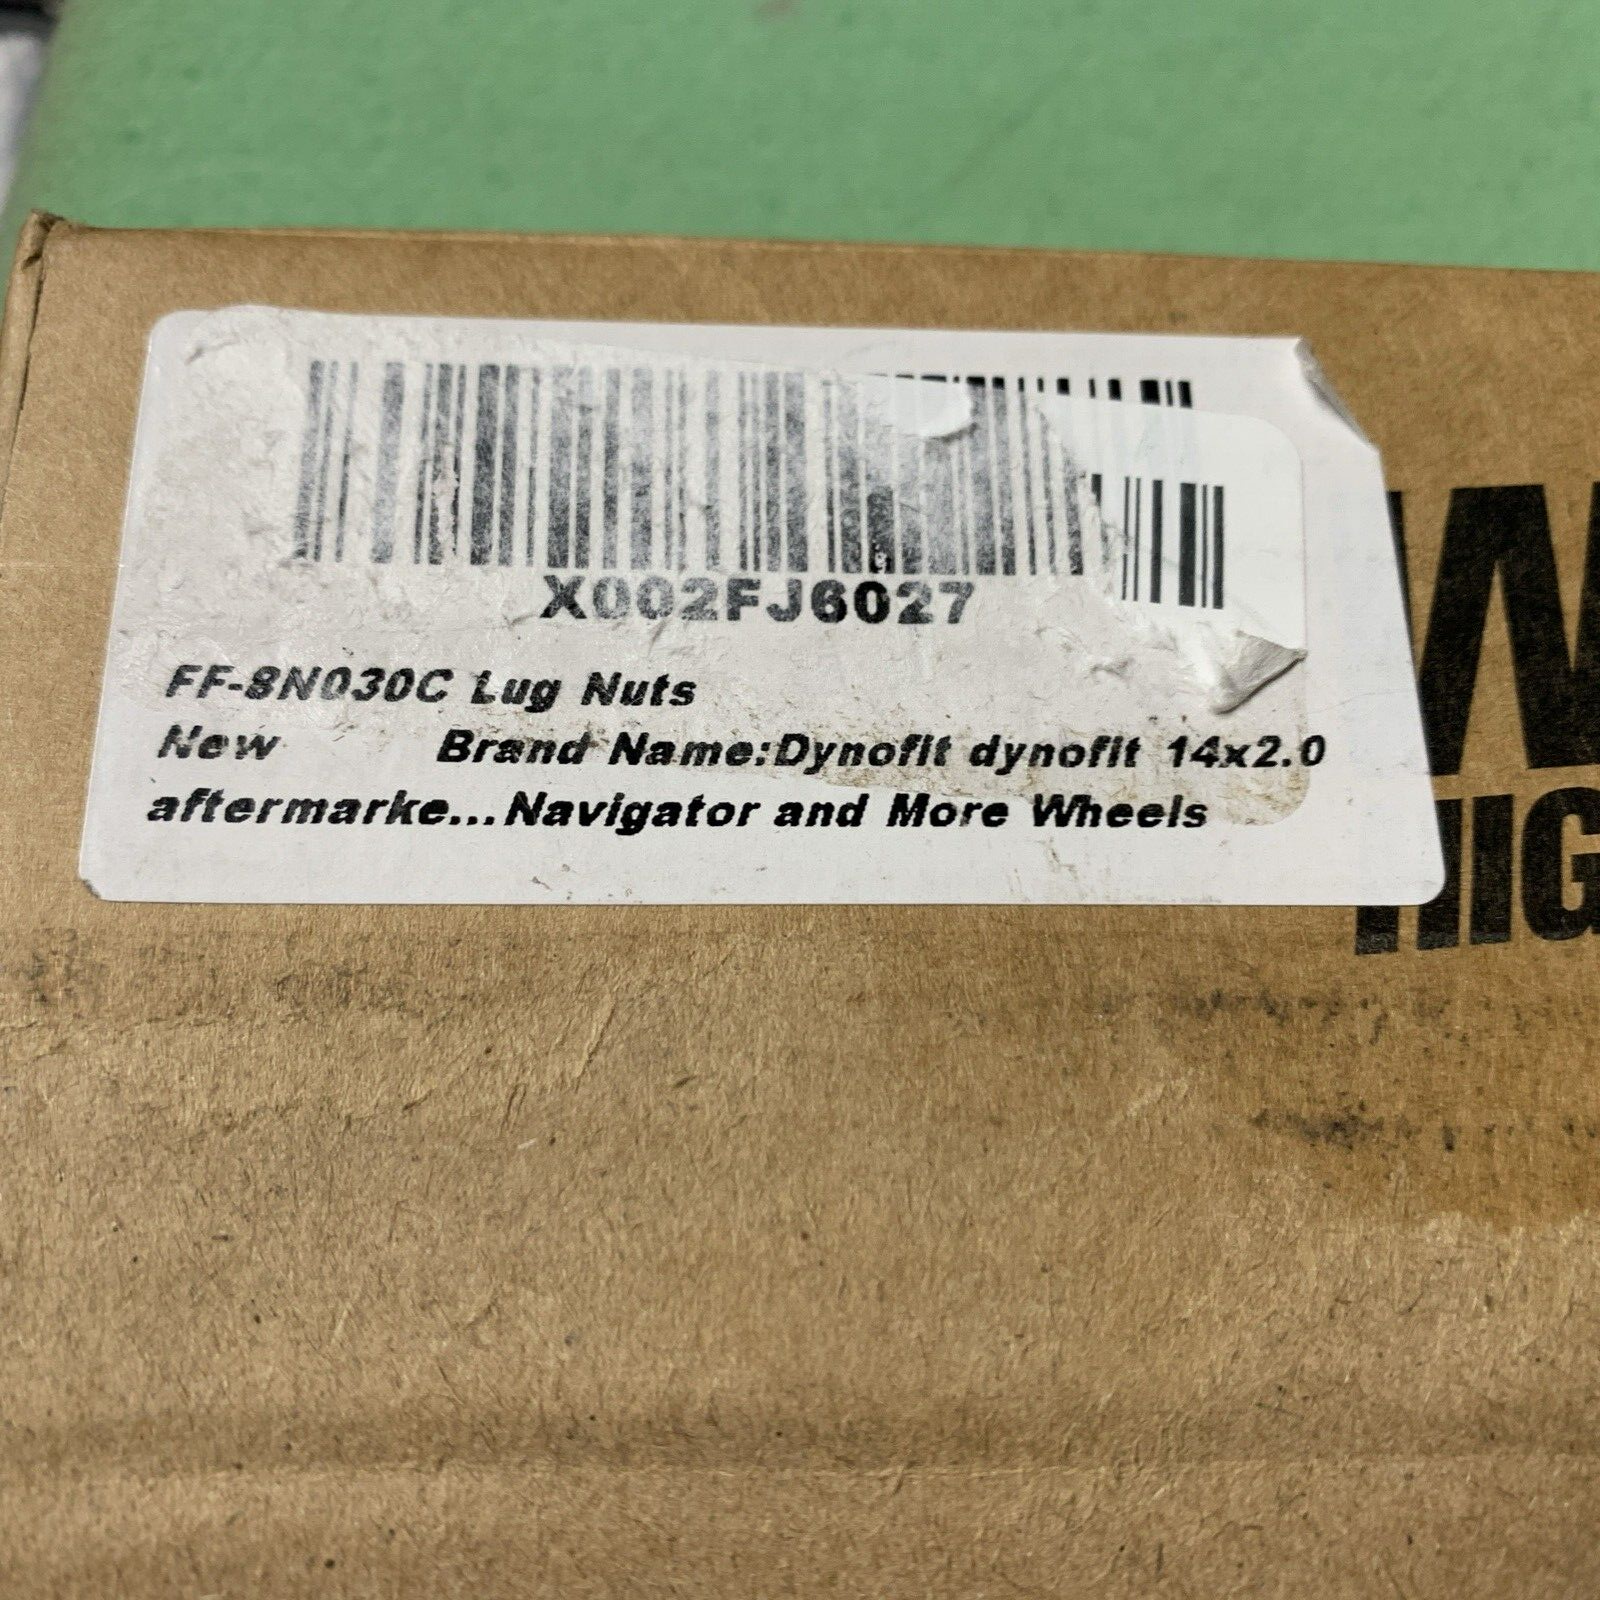 X002FJ6027
FF-8N030C Lug Nuts
New Brand Name:Dynofit dynofit 14x2.0
aftermarke...Navigator and More Wheels